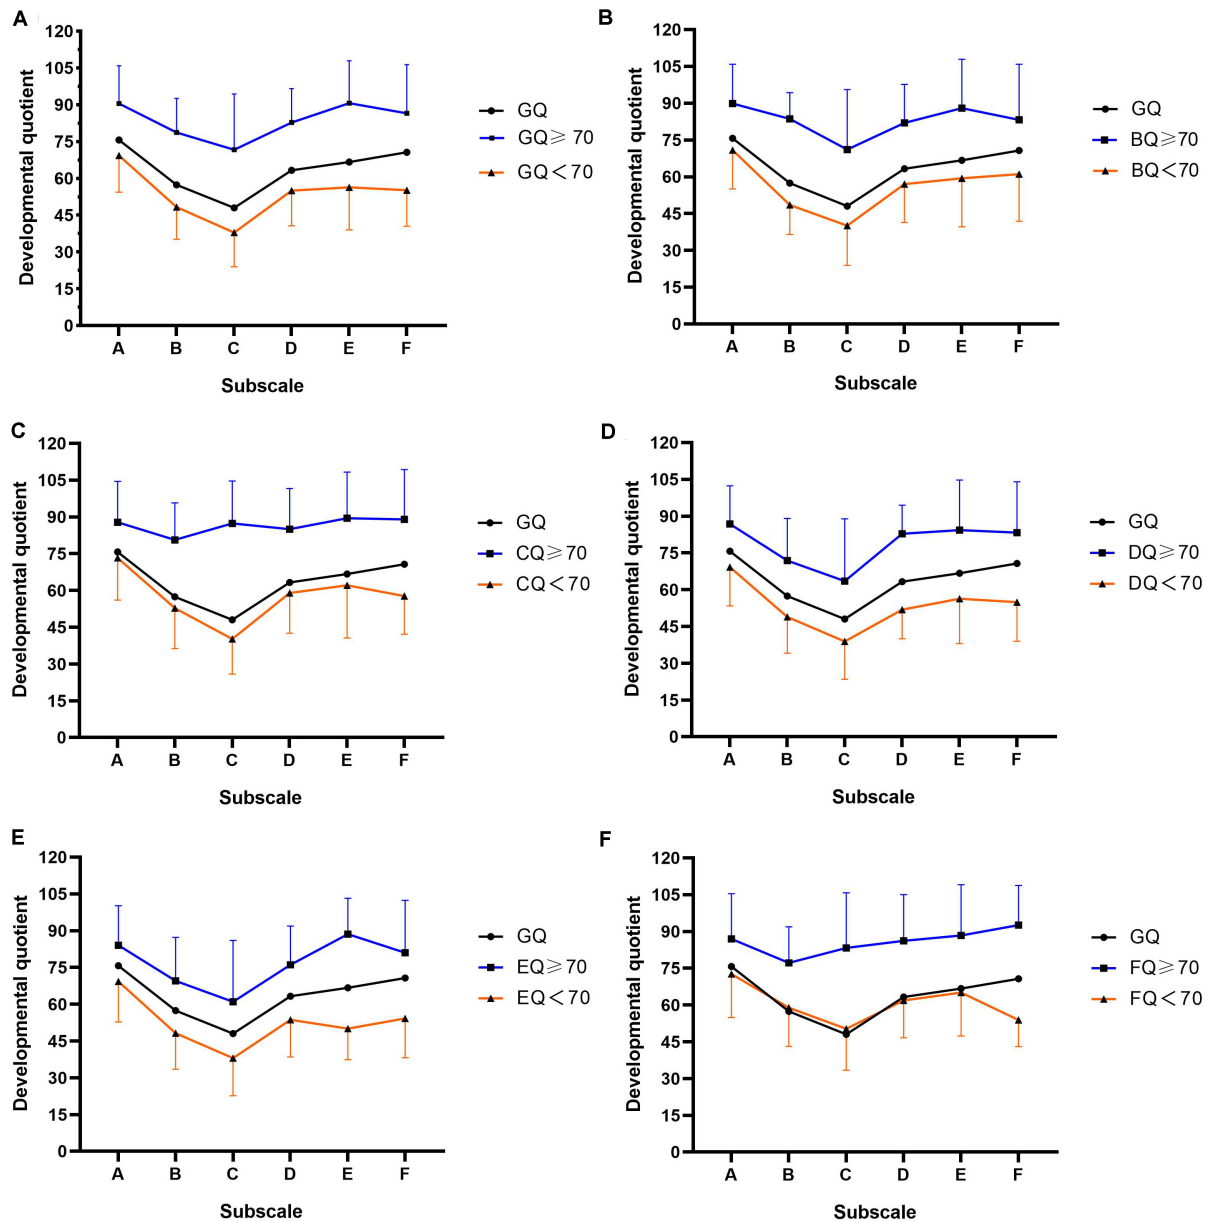 A
Developmental quotient
120
105
90
75
60
45
30
15
0
A B C D E F
Subscale
GQ
GQ≥70
GQ<70
B
Developmental quotient
120
105
90
75
60
45
30
15
0
A B C D E F
Subscale
GQ
BQ≥70
BQ<70
C
Developmental quotient
120
105
90
75
60
45
30
15
0
A B C D E F
Subscale
GQ
CQ≥70
CQ<70
D
Developmental quotient
120
105
90
75
60
45
30
15
0
A B C D E F
Subscale
GQ
DQ≥70
DQ<70
E
Developmental quotient
120
105
90
75
60
45
30
15
0
A B C D E F
Subscale
GQ
EQ≥70
EQ<70
F
Developmental quotient
120
105
90
75
60
45
30
15
0
A B C D E F
Subscale
GQ
FQ≥70
FQ<70